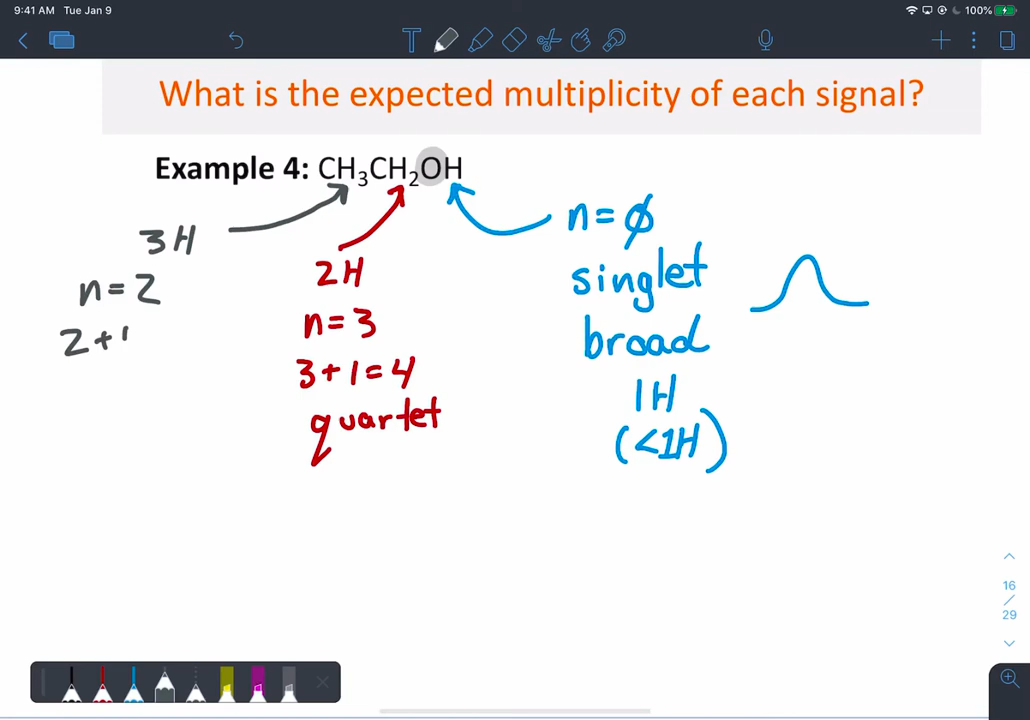 9:41 AM Tue Jan 9
100%
What is the expected multiplicity of each signal?
Example 4: CH₃CH₂OH
3H
n = 2
2 + 1
2H
n = 3
3 + 1 = 4
quartet
n = ∅
singlet
broad
1H
(<1H)
16
/
29